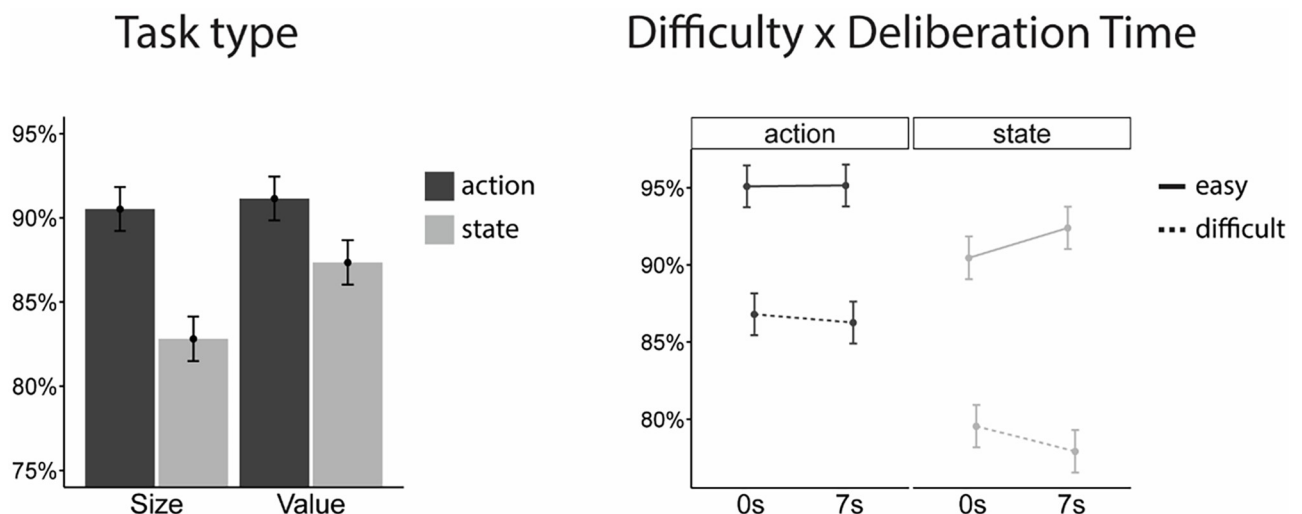 Task type
95%
90%
85%
80%
75%
Size Value
action
state
Difficulty x Deliberation Time
action state
95%
90%
85%
80%
0s 7s 0s 7s
easy
difficult